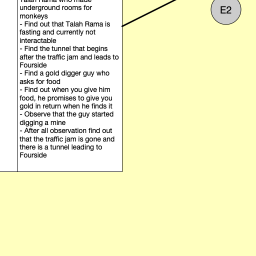 Talah Rama who made
underground rooms for
monkeys
- Find out that Talah Rama is
fasting and currently not
interactable
- Find the tunnel that begins
after the traffic jam and leads to
Fourside
- Find a gold digger guy who
asks for food
- Find out when you give him
food, he promises to give you
gold in return when he finds it
- Observe that the guy started
digging a mine
- After all observation find out
that the traffic jam is gone and
there is a tunnel leading to
Fourside
E2